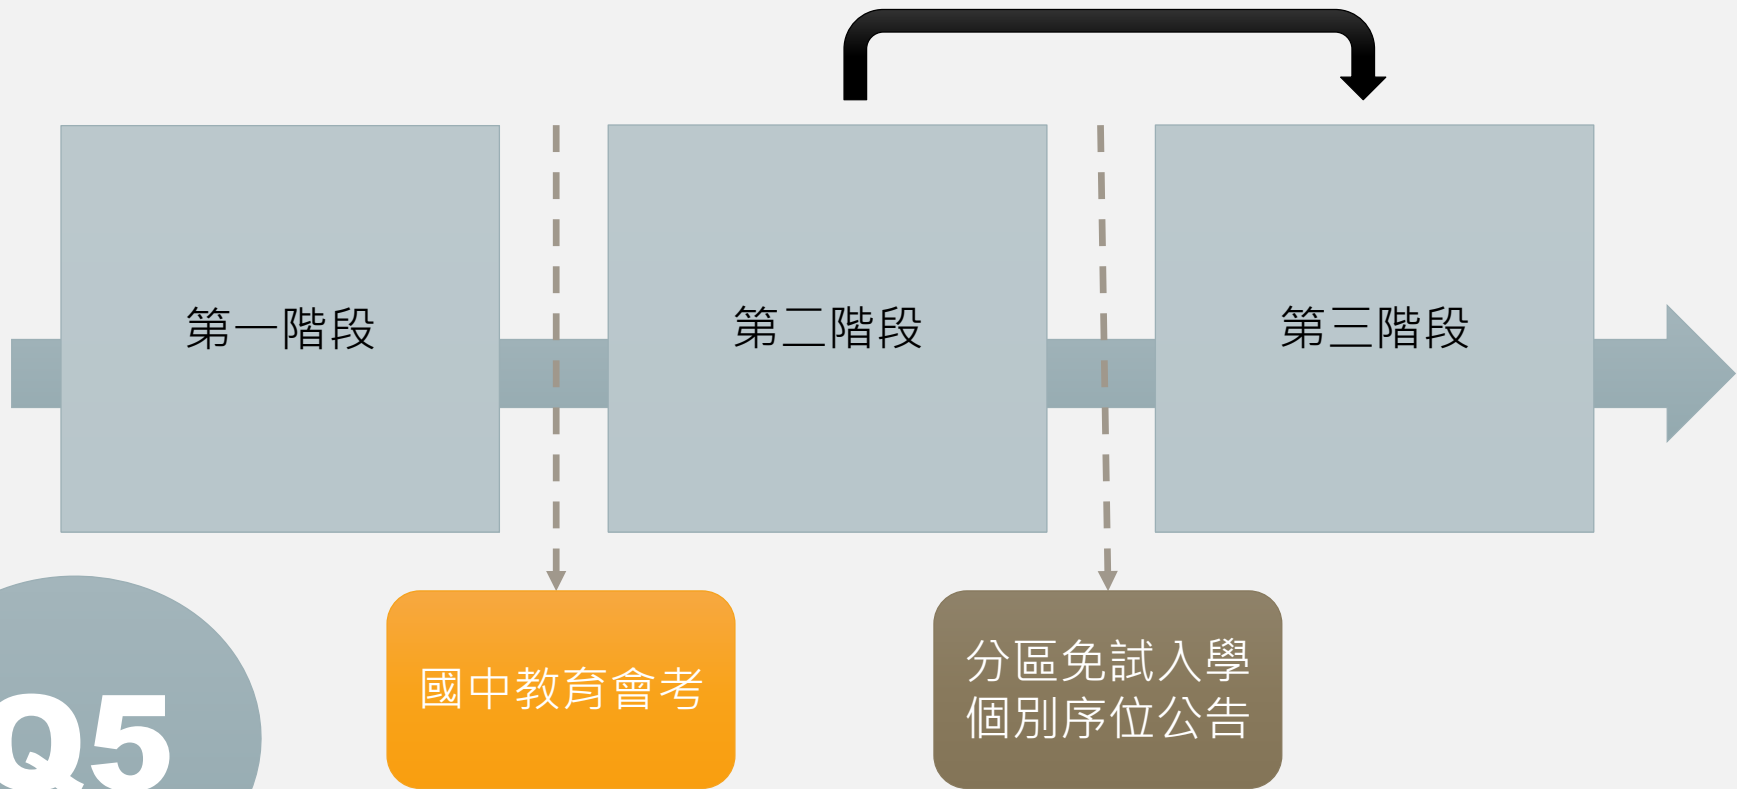 第一階段
第二階段
第三階段
國中教育會考
分區免試入學
個別序位公告
Q5